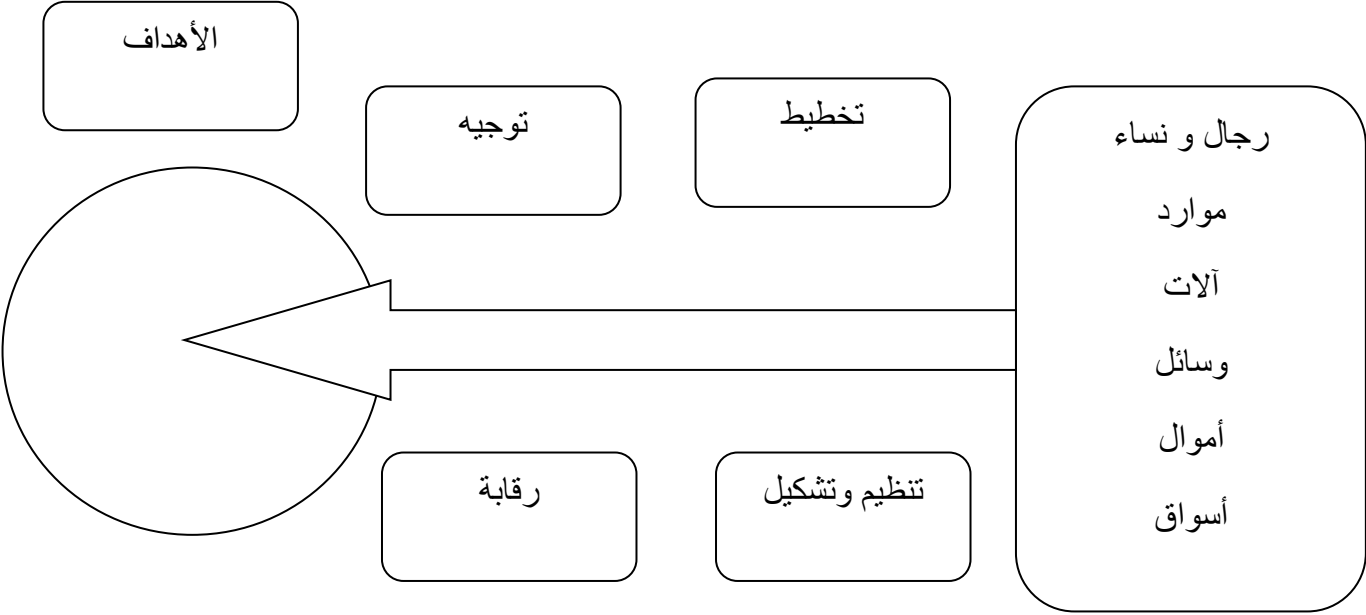 رجال و نساء
موارد
آلات
وسائل
أموال
أسواق
تخطيط
توجيه
الأهداف
تنظيم وتشكيل
رقابة